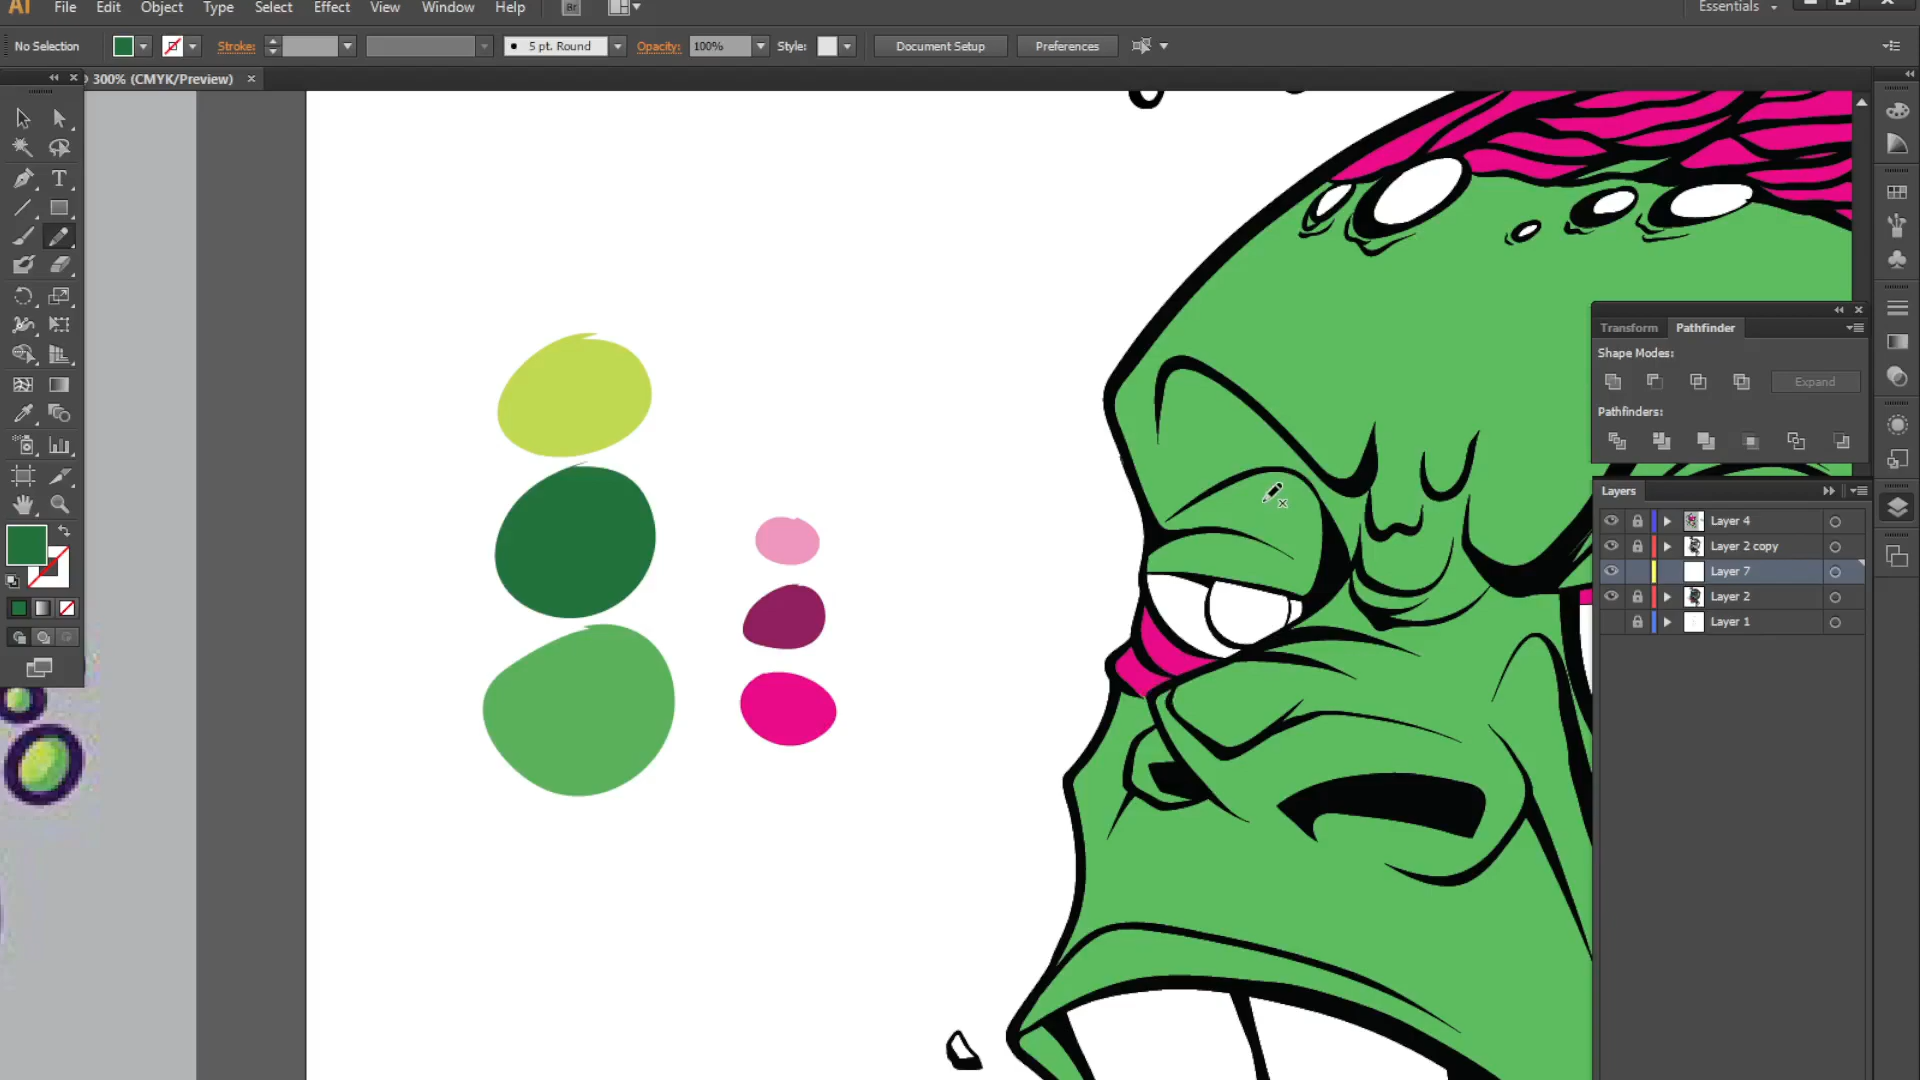 Ai File Edit Object Type Select Effect View Window Help Br Essentials
No Selection Stroke: 5 pt. Round Opacity: 100% Style: Document Setup Preferences
300% (CMYK/Preview)
T
Transform Pathfinder
Shape Modes:
Expand
Pathfinders:
Layers
Layer 4
Layer 2 copy
Layer 7
Layer 2
Layer 1